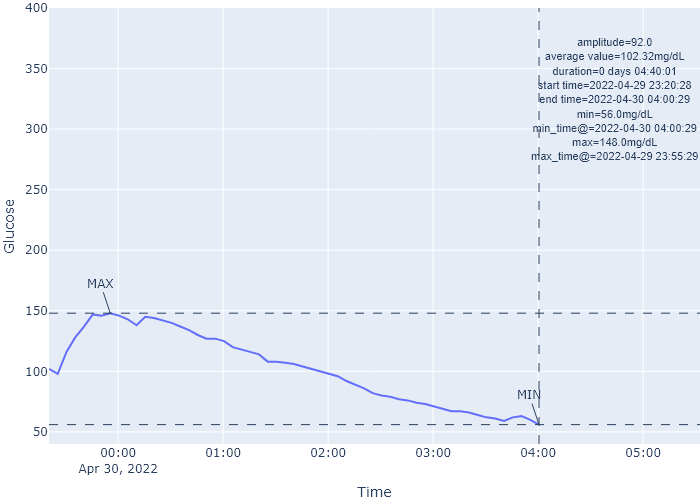 400
350
300
250
200
150
100
50
Glucose
amplitude=92.0
average value=102.32mg/dL
duration=0 days 04:40:01
start time=2022-04-29 23:20:28
end time=2022-04-30 04:00:29
min=56.0mg/dL
min_time@=2022-04-30 04:00:29
max=148.0mg/dL
max_time@=2022-04-29 23:55:29
MAX
MIN
00:00
Apr 30, 2022
01:00
02:00
03:00
04:00
05:00
Time